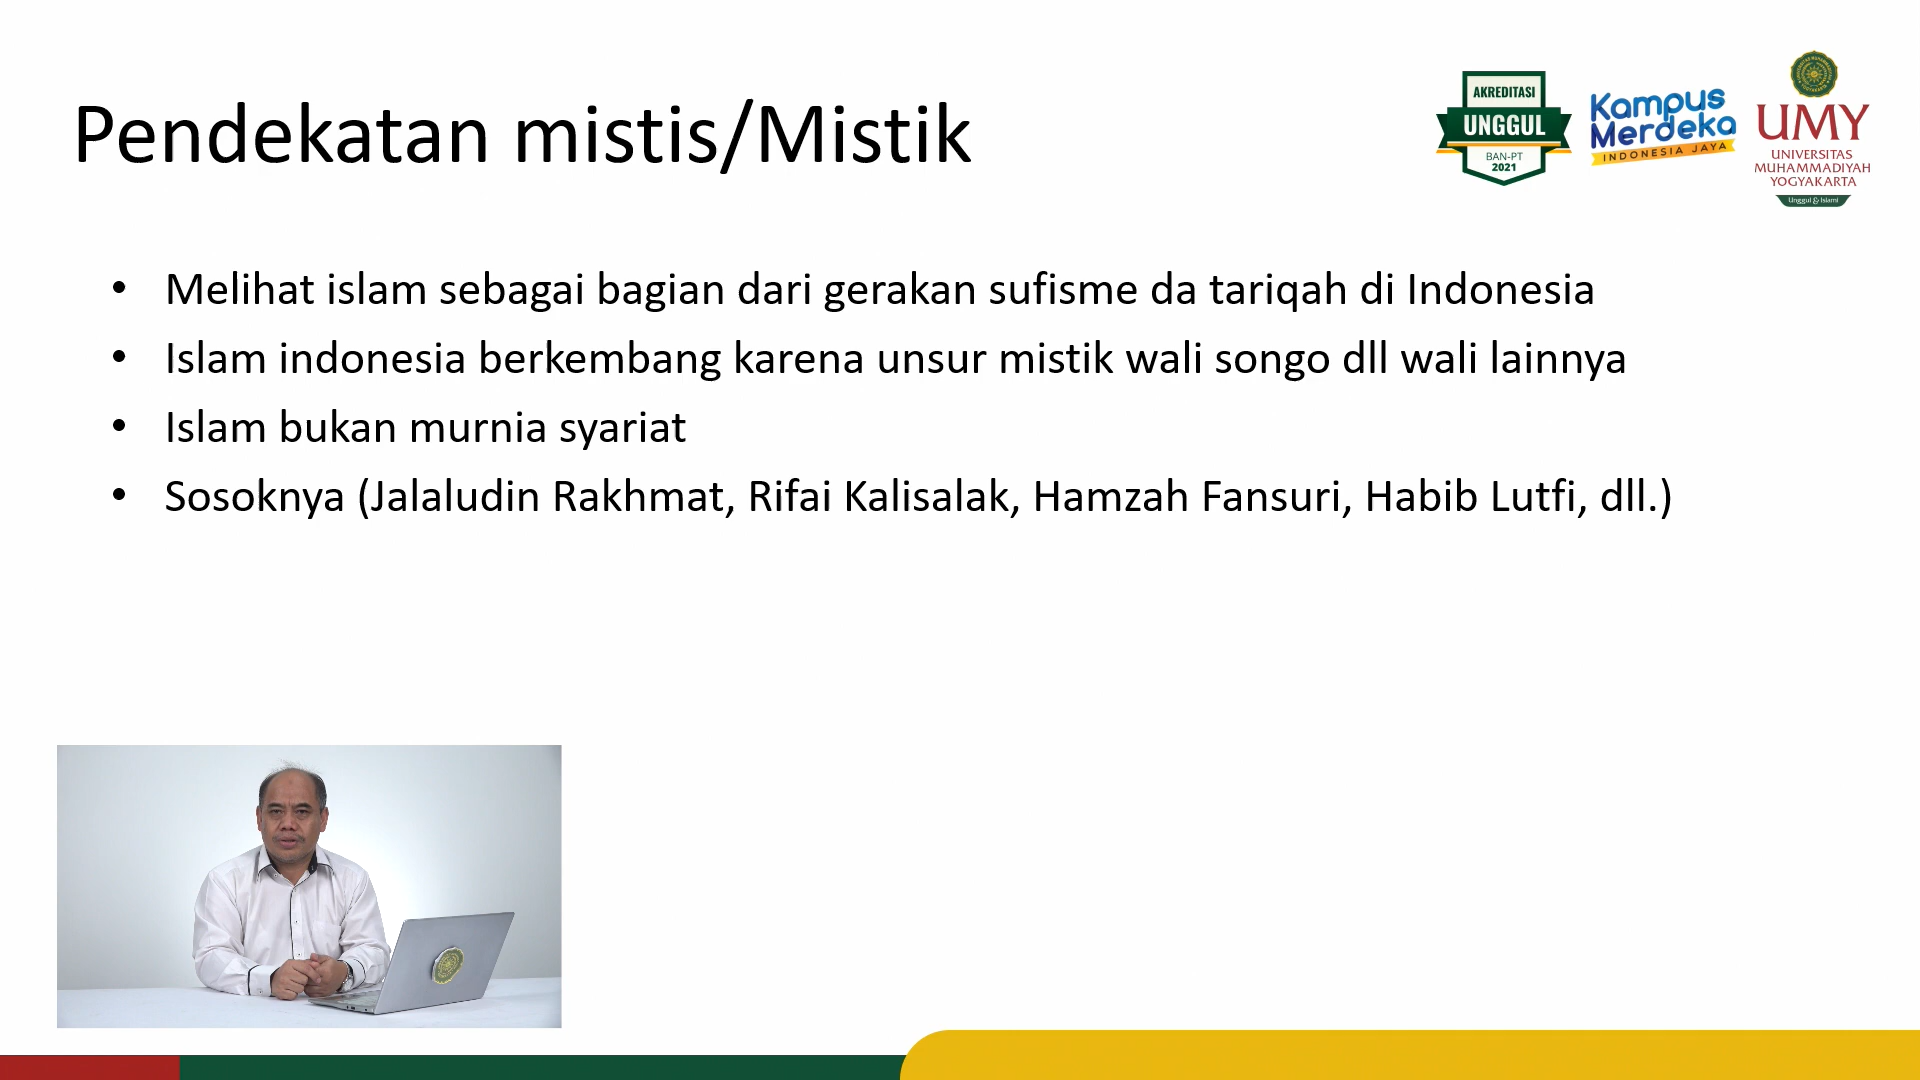 Pendekatan mistis/Mistik
AKREDITASI
UNGGUL
BAN-PT
2021
Kampus
Merdeka
INDONESIA JAYA
UMY
UNIVERSITAS
MUHAMMADIYAH
YOGYAKARTA
Unggul & Islami
• Melihat islam sebagai bagian dari gerakan sufisme da tariqah di Indonesia
• Islam indonesia berkembang karena unsur mistik wali songo dll wali lainnya
• Islam bukan murnia syariat
• Sosoknya (Jalaludin Rakhmat, Rifai Kalisalak, Hamzah Fansuri, Habib Lutfi, dll.)